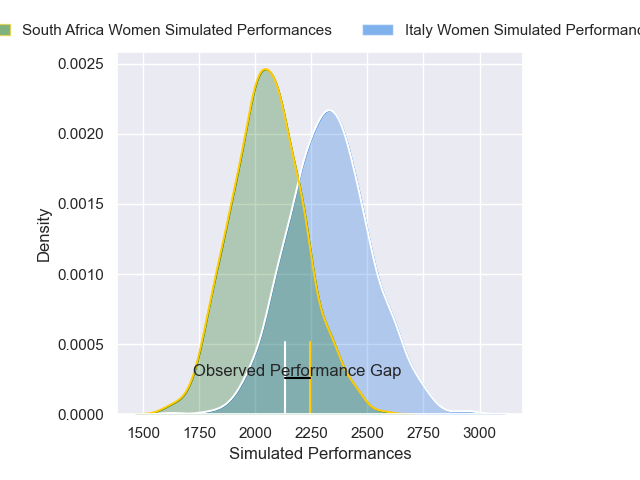 South Africa Women Simulated Performances
Italy Women Simulated
0.0025
0.0020
0.0015
0.0010
0.0005
0.0000
Density
Observed Performance Gap
1500 1750 2000 2250 2500 2750 3000
Simulated Performances